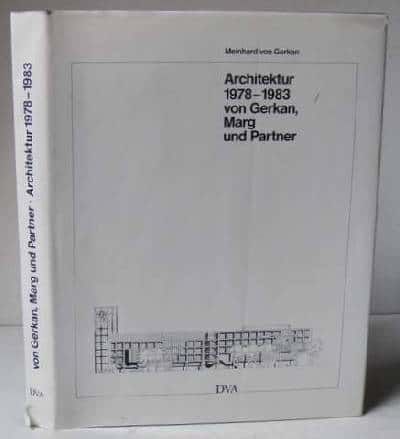 Meinhard von Gerkan
Architektur
1978–1983
von Gerkan,
Marg
und Partner
DVA
von Gerkan, Marg und Partner · Architektur 1978–1983
DVA